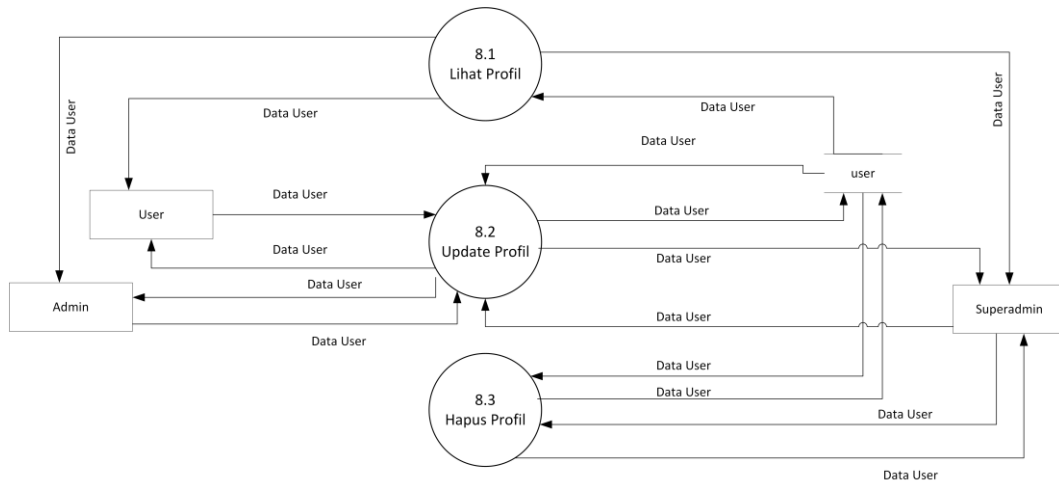 8.1
Lihat Profil
Data User
Data User
Data User
Data User
Data User
user
Data User
User
Data User
8.2
Update Profil
Data User
Data User
Data User
Admin
Superadmin
Data User
Data User
Data User
8.3
Hapus Profil
Data User
Data User
Data User